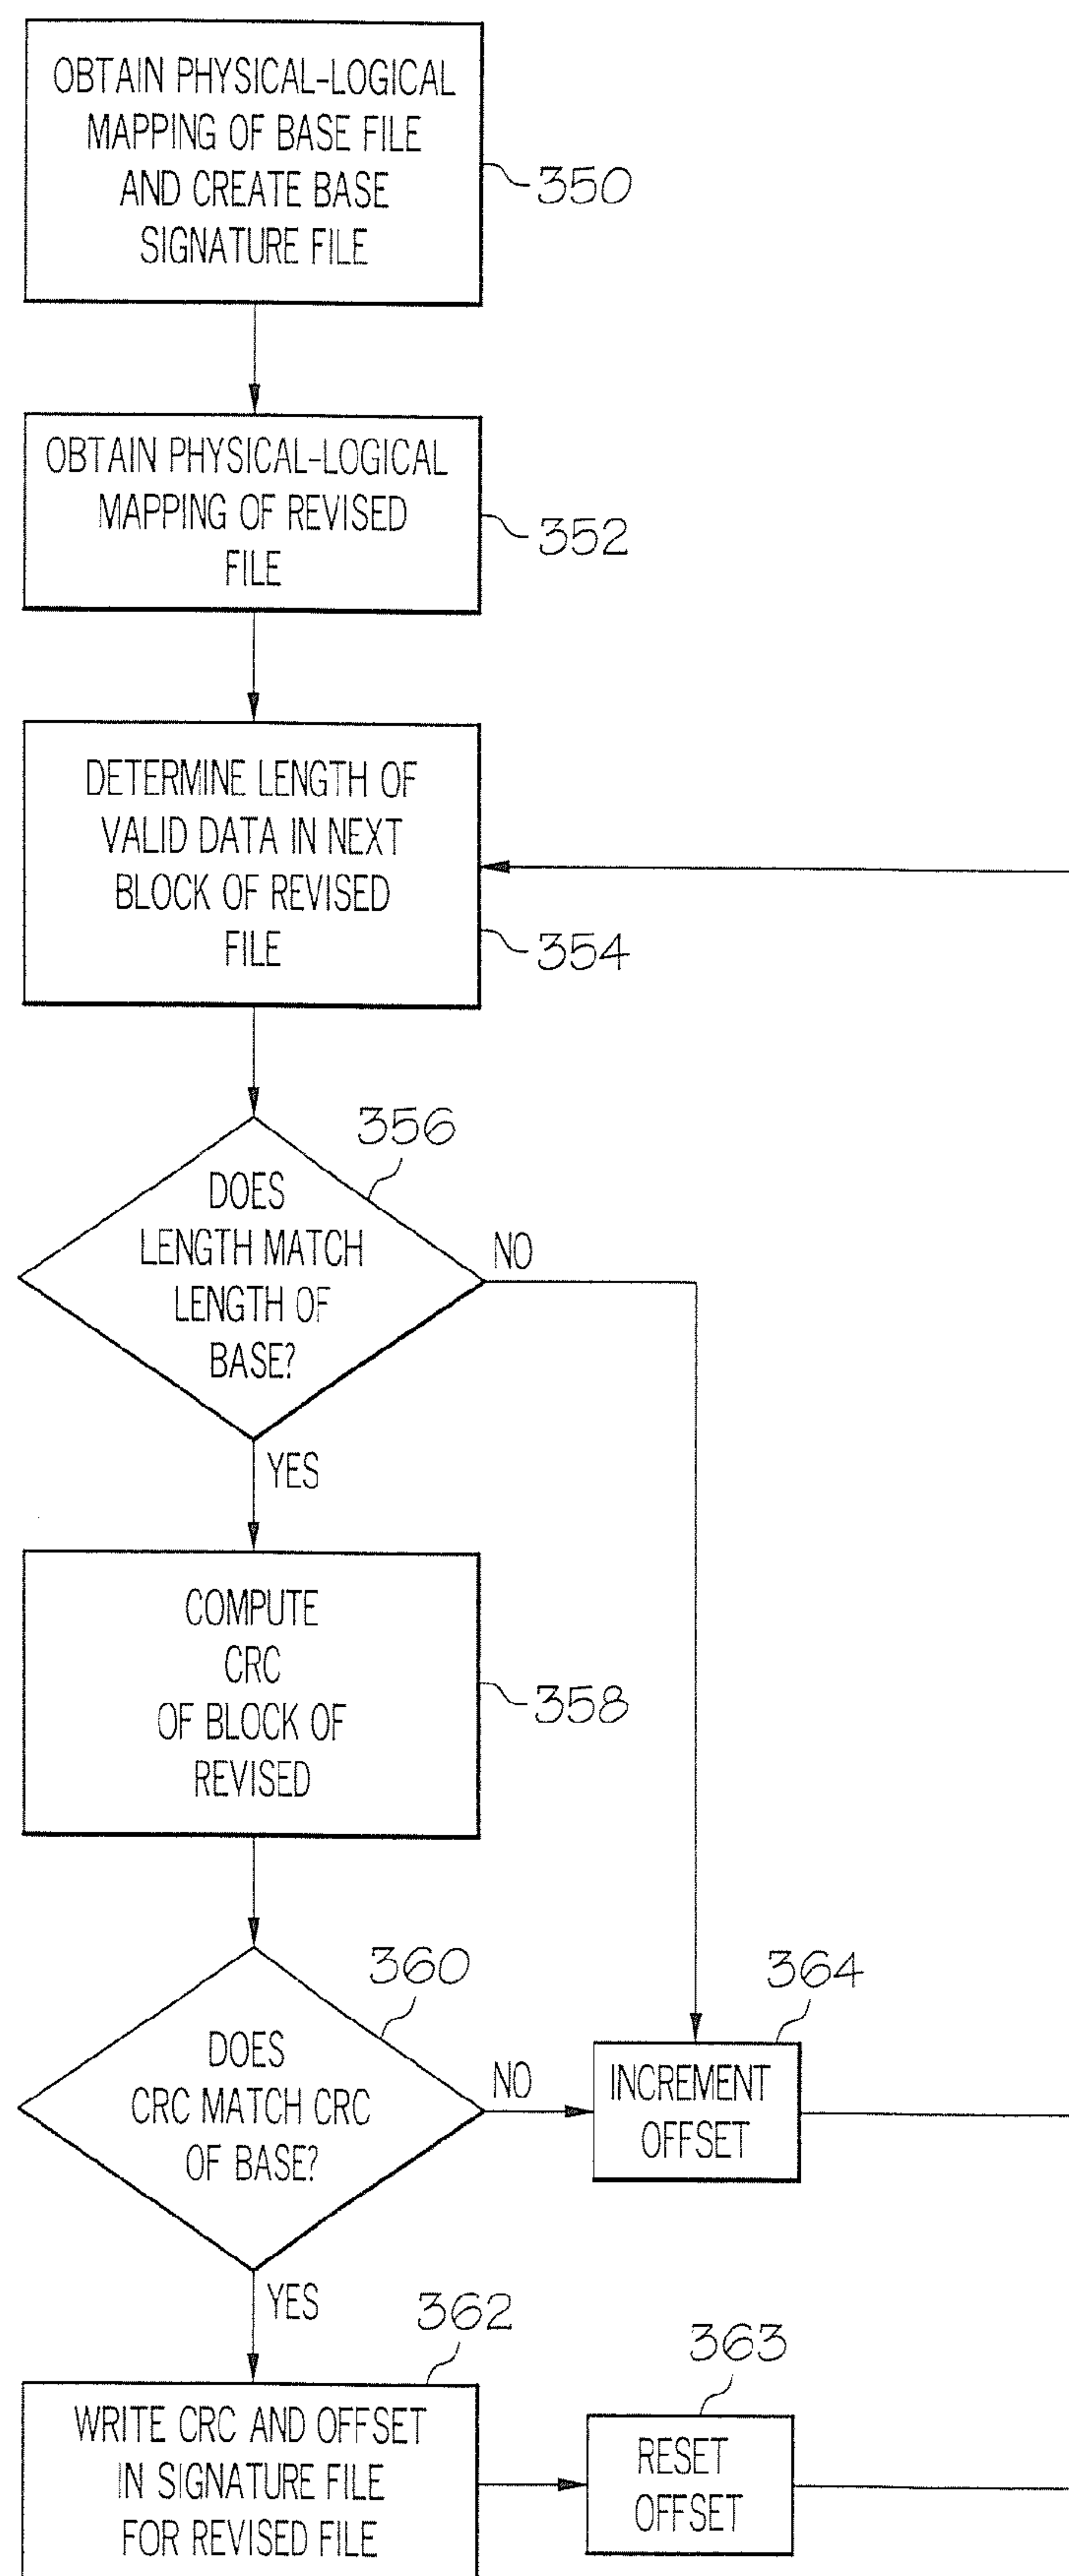 OBTAIN PHYSICAL-LOGICAL
MAPPING OF BASE FILE
AND CREATE BASE
SIGNATURE FILE
350
OBTAIN PHYSICAL-LOGICAL
MAPPING OF REVISED
FILE
352
DETERMINE LENGTH OF
VALID DATA IN NEXT
BLOCK OF REVISED
FILE
354
356
DOES
LENGTH MATCH
LENGTH OF
BASE?
NO
YES
COMPUTE
CRC
OF BLOCK OF
REVISED
358
360
DOES
CRC MATCH CRC
OF BASE?
NO
364
INCREMENT
OFFSET
YES
362
WRITE CRC AND OFFSET
IN SIGNATURE FILE
FOR REVISED FILE
363
RESET
OFFSET